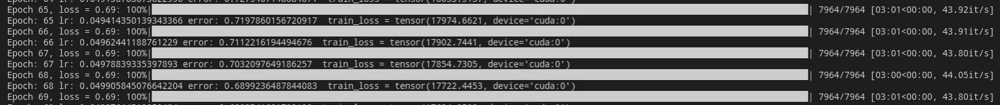 Epoch 65, loss = 0.69: 100%| | 7964/7964 [03:01<00:00, 43.92it/s]
Epoch: 65 lr: 0.049414350139343366 error: 0.7197860156720917  train_loss = tensor(17974.6621, device='cuda:0')
Epoch 66, loss = 0.69: 100%| | 7964/7964 [03:01<00:00, 43.91it/s]
Epoch: 66 lr: 0.04962441188761229 error: 0.7112216194494676  train_loss = tensor(17902.7441, device='cuda:0')
Epoch 67, loss = 0.69: 100%| | 7964/7964 [03:01<00:00, 43.80it/s]
Epoch: 67 lr: 0.04978839335397893 error: 0.7032097649186257  train_loss = tensor(17854.7305, device='cuda:0')
Epoch 68, loss = 0.69: 100%| | 7964/7964 [03:00<00:00, 44.05it/s]
Epoch: 68 lr: 0.049905845076642204 error: 0.6899236487844083  train_loss = tensor(17722.4453, device='cuda:0')
Epoch 69, loss = 0.69: 100%| | 7964/7964 [03:01<00:00, 43.80it/s]